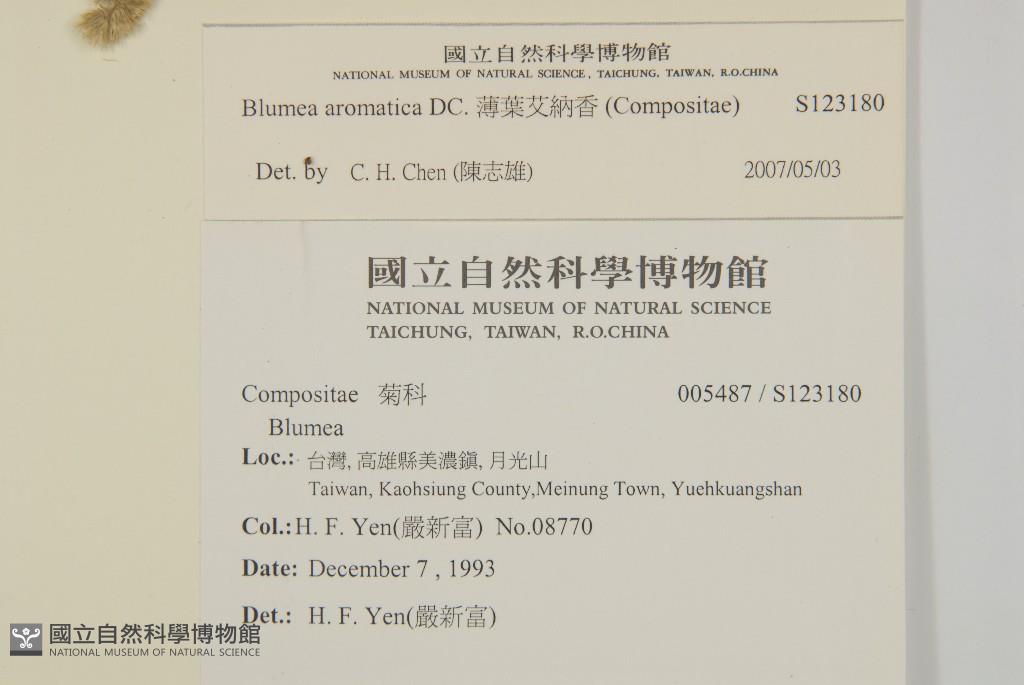 國立自然科學博物館
NATIONAL MUSEUM OF NATURAL SCIENCE, TAICHUNG, TAIWAN, R.O.CHINA
Blumea aromatica DC. 薄葉艾納香 (Compositae) S123180
Det. by C. H. Chen (陳志雄) 2007/05/03
國立自然科學博物館
NATIONAL MUSEUM OF NATURAL SCIENCE
TAICHUNG, TAIWAN, R.O.CHINA
Compositae 菊科 005487 / S123180
Blumea
Loc.: 台灣, 高雄縣美濃鎮, 月光山
Taiwan, Kaohsiung County,Meinung Town, Yuehkuangshan
Col.: H. F. Yen(嚴新富) No.08770
Date: December 7 , 1993
Det.: H. F. Yen(嚴新富)
國立自然科學博物館
NATIONAL MUSEUM OF NATURAL SCIENCE